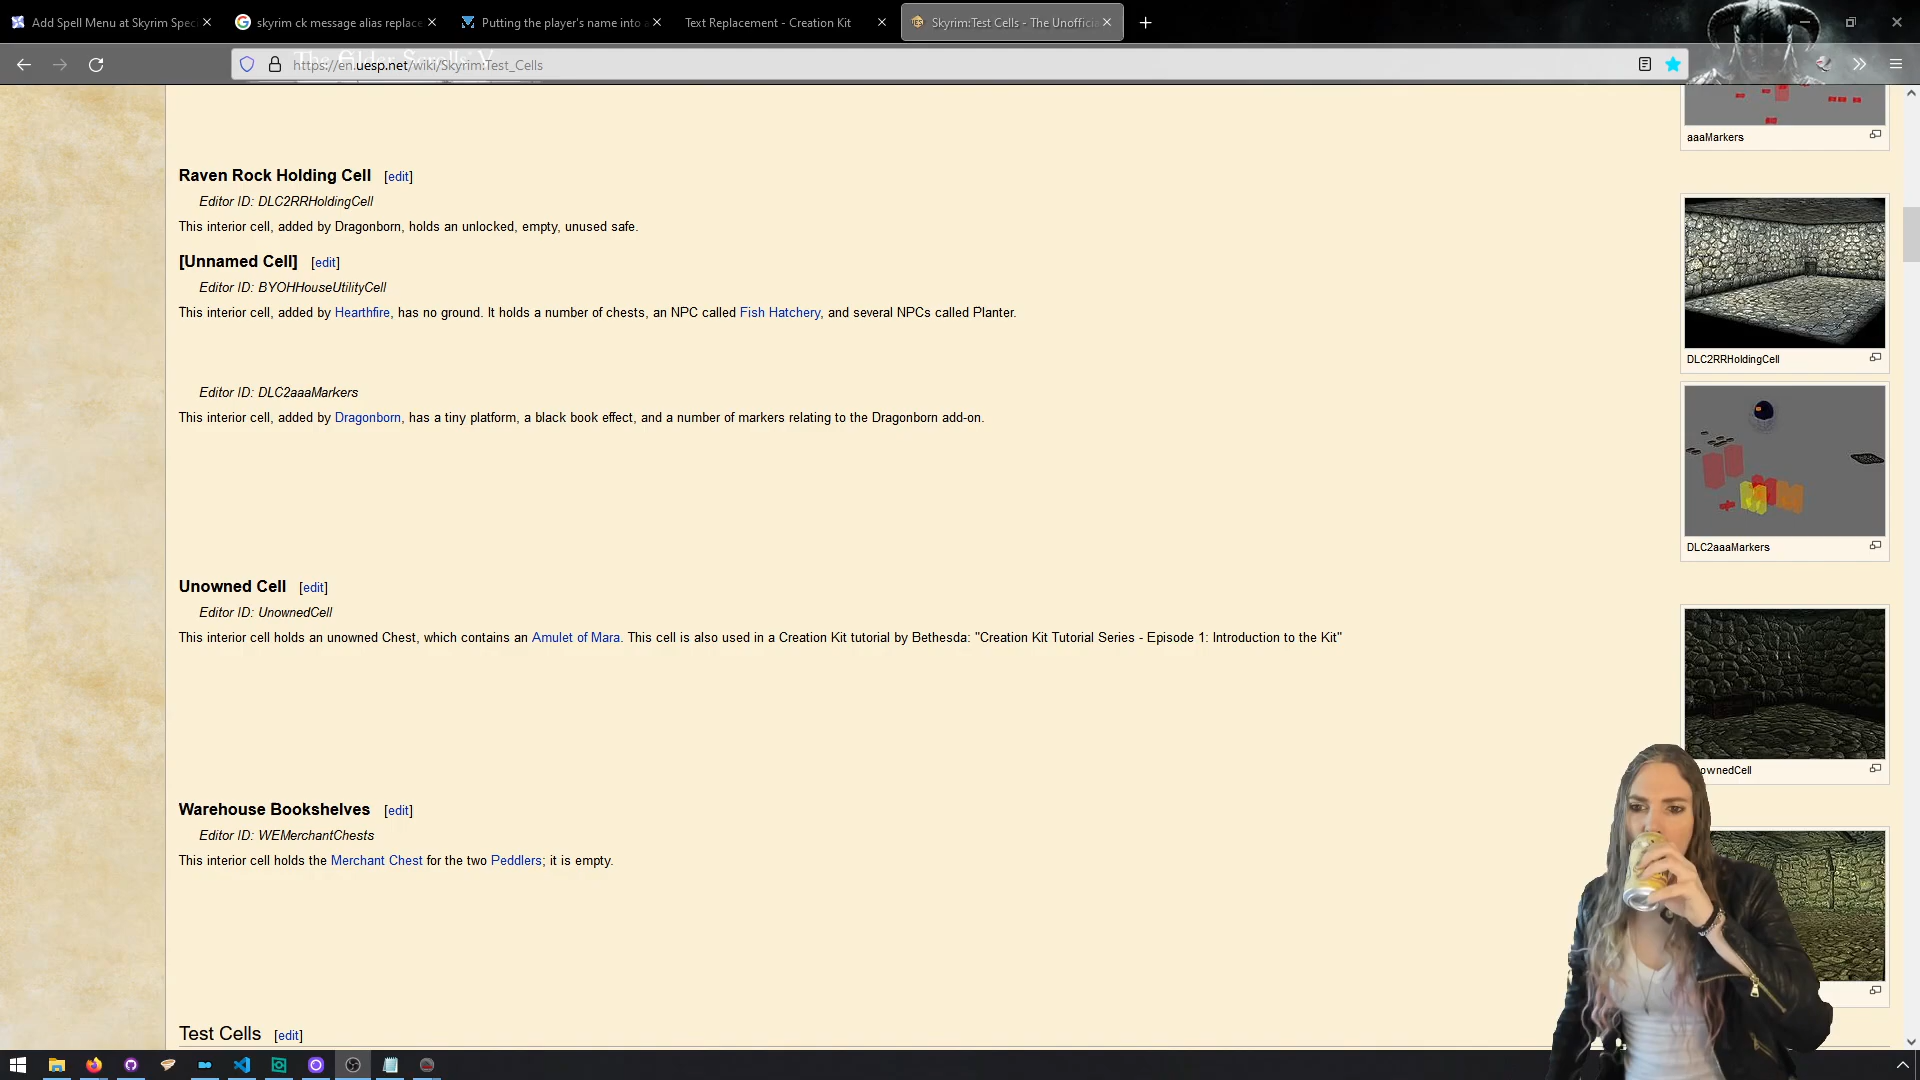 Add Spell Menu at Skyrim Spec
skyrim ck message alias replace
Putting the player's name into a
Text Replacement - Creation Kit
Skyrim:Test Cells - The Unofficia
https://en.uesp.net/wiki/Skyrim:Test_Cells
aaaMarkers
Raven Rock Holding Cell [edit]
Editor ID: DLC2RRHoldingCell
This interior cell, added by Dragonborn, holds an unlocked, empty, unused safe.
[Unnamed Cell] [edit]
Editor ID: BYOHHouseUtilityCell
This interior cell, added by Hearthfire, has no ground. It holds a number of chests, an NPC called Fish Hatchery, and several NPCs called Planter.
DLC2RRHoldingCell
Editor ID: DLC2aaaMarkers
This interior cell, added by Dragonborn, has a tiny platform, a black book effect, and a number of markers relating to the Dragonborn add-on.
DLC2aaaMarkers
Unowned Cell [edit]
Editor ID: UnownedCell
This interior cell holds an unowned Chest, which contains an Amulet of Mara. This cell is also used in a Creation Kit tutorial by Bethesda: "Creation Kit Tutorial Series - Episode 1: Introduction to the Kit"
ownedCell
Warehouse Bookshelves [edit]
Editor ID: WEMerchantChests
This interior cell holds the Merchant Chest for the two Peddlers; it is empty.
Test Cells [edit]